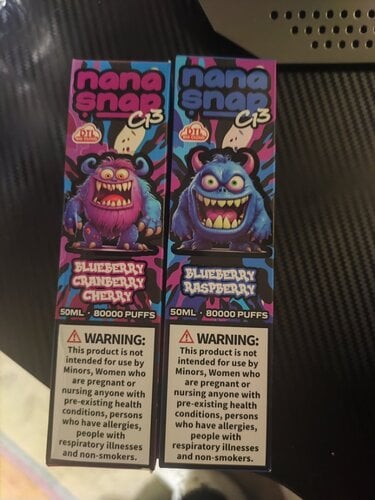 nana
snap
G3
DTL
BLUEBERRY
CRANBERRY
CHERRY
50ML • 80000 PUFFS
WARNING:
This product is not
intended for use by
Minors, Women who
are pregnant or
nursing anyone with
pre-existing health
conditions, persons
who have allergies,
people with
respiratory illnesses
and non-smokers.
nana
snap
G3
DTL
BLUEBERRY
RASPBERRY
50ML • 80000 PUFFS
WARNING:
This product is not
intended for use by
Minors, Women who
are pregnant or
nursing anyone with
pre-existing health
conditions, persons
who have allergies,
people with
respiratory illnesses
and non-smokers.